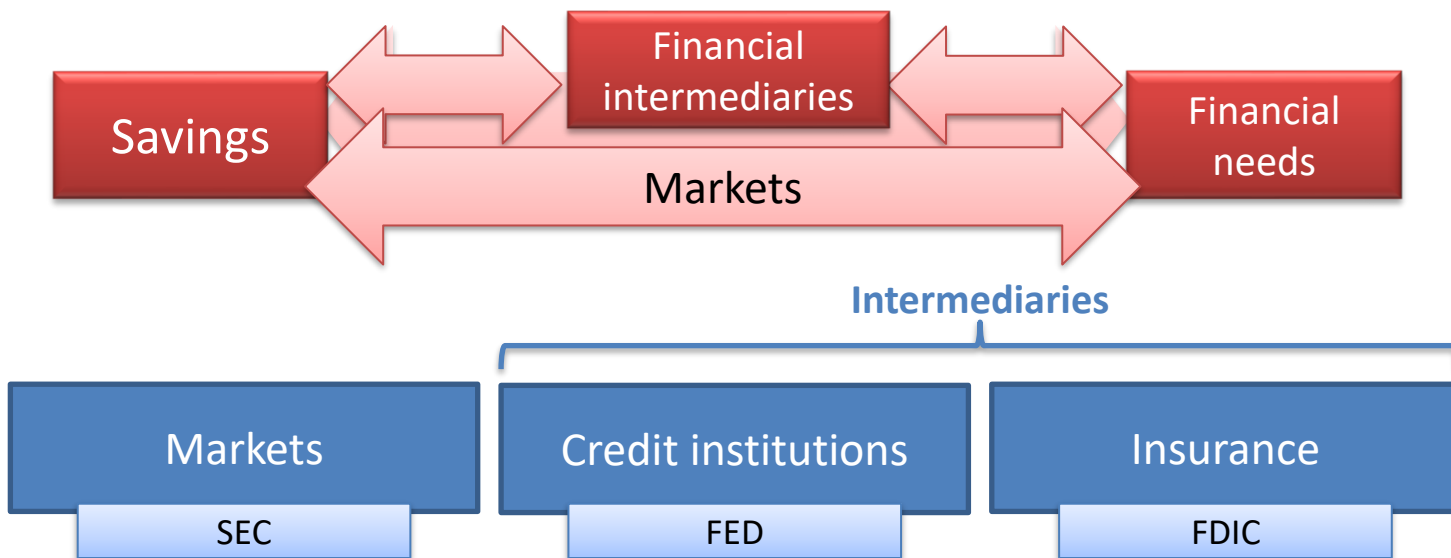 Financial
intermediaries
Savings
Financial
needs
Markets
Intermediaries
Markets
Credit institutions
Insurance
SEC
FED
FDIC